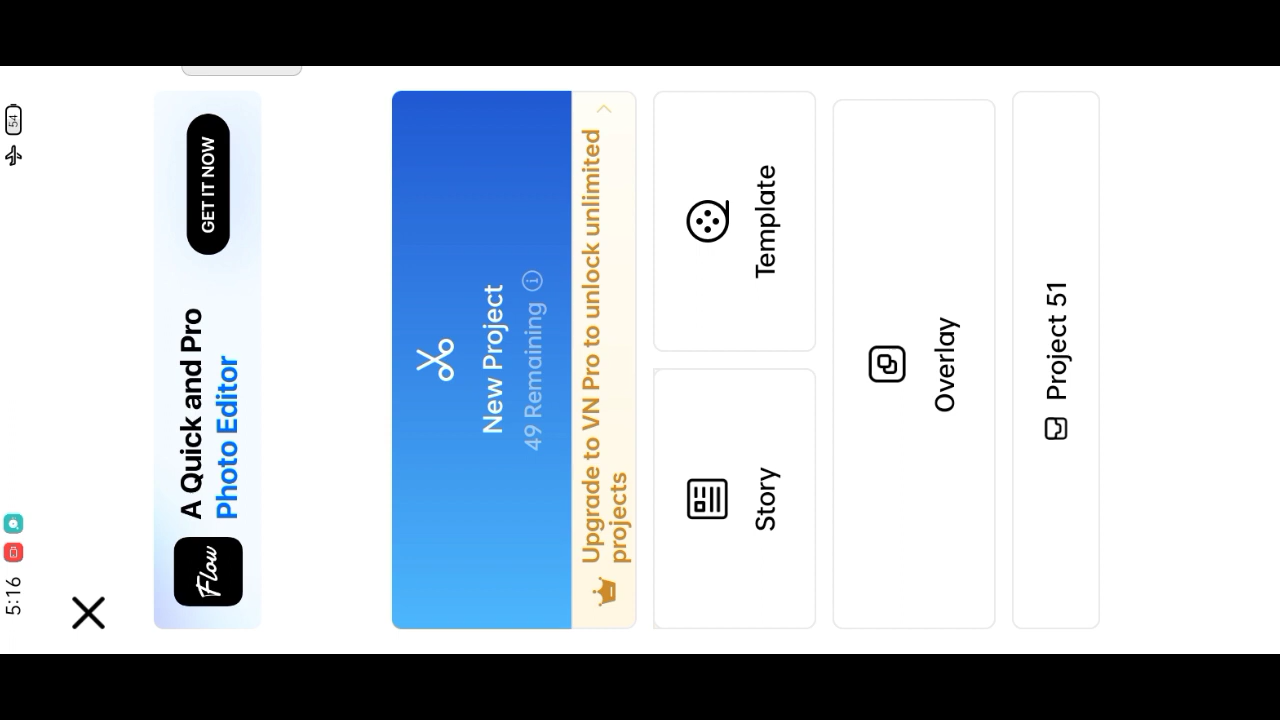 5:16
54
Flow
A Quick and Pro
Photo Editor
GET IT NOW
New Project
49 Remaining
Upgrade to VN Pro to unlock unlimited
projects
Story
Template
Overlay
Project 51